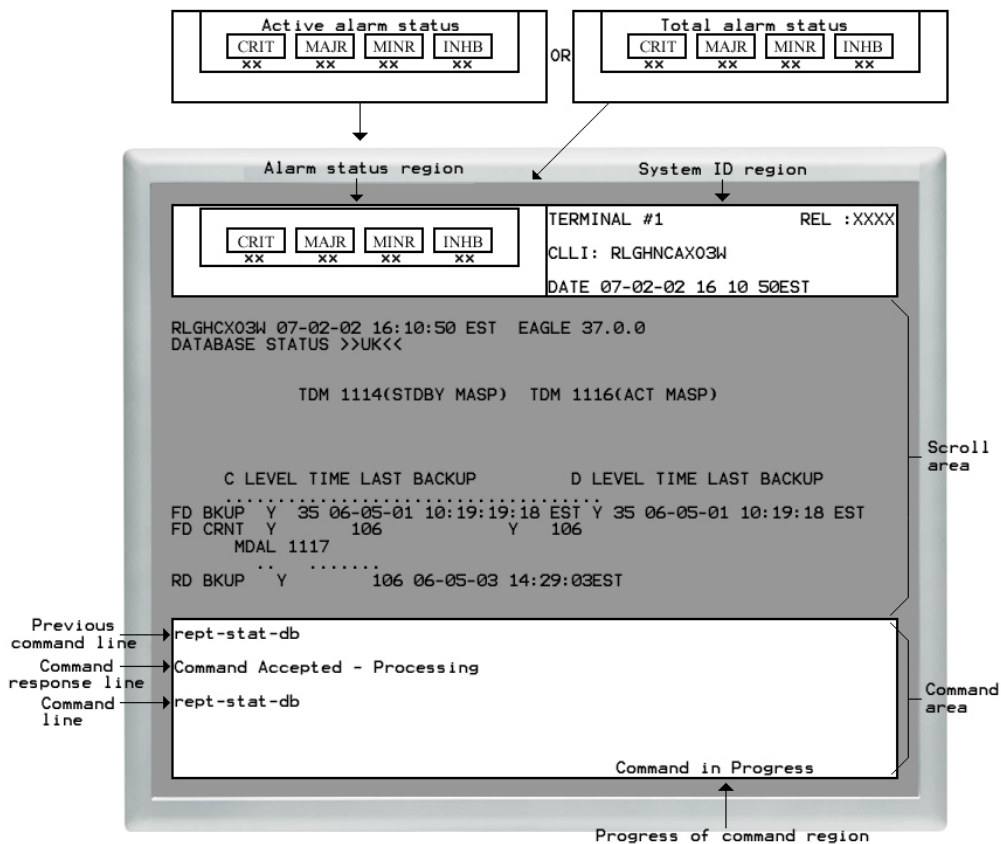 Active alarm status
CRIT MAJR MINR INHB
xx xx xx xx
OR
Total alarm status
CRIT MAJR MINR INHB
xx xx xx xx
Alarm status region
System ID region
CRIT MAJR MINR INHB
xx xx xx xx
TERMINAL #1 REL :XXXX
CLLI: RLGHNCAXO3W
DATE 07-02-02 16 10 50EST
RLGHCXO3W 07-02-02 16:10:50 EST EAGLE 37.0.0
DATABASE STATUS >>UK<<
TDM 1114(STDBY MASP) TDM 1116(ACT MASP)
C LEVEL TIME LAST BACKUP D LEVEL TIME LAST BACKUP
....................................
FD BKUP Y 35 06-05-01 10:19:19:18 EST Y 35 06-05-01 10:19:18 EST
FD CRNT Y 106 Y 106
MDAL 1117
.. .......
RD BKUP Y 106 06-05-03 14:29:03EST
Scroll
area
Previous
command line
rept-stat-db
Command
response line
Command Accepted - Processing
Command
line
rept-stat-db
Command
area
Command in Progress
Progress of command region